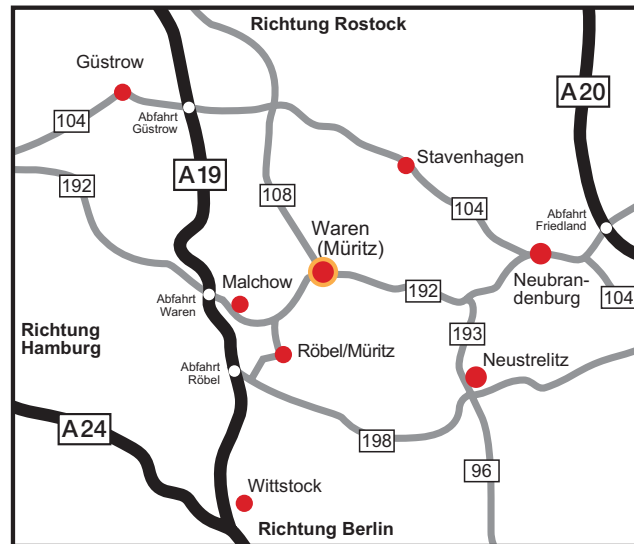 Richtung Rostock
Güstrow
A20
104
Abfahrt
Güstrow
Stavenhagen
A19
192
108
104
Abfahrt
Friedland
Waren
(Müritz)
Malchow
192
Neubran-
denburg
104
Abfahrt
Waren
Richtung
Hamburg
193
Röbel/Müritz
Neustrelitz
Abfahrt
Röbel
A24
198
96
Wittstock
Richtung Berlin